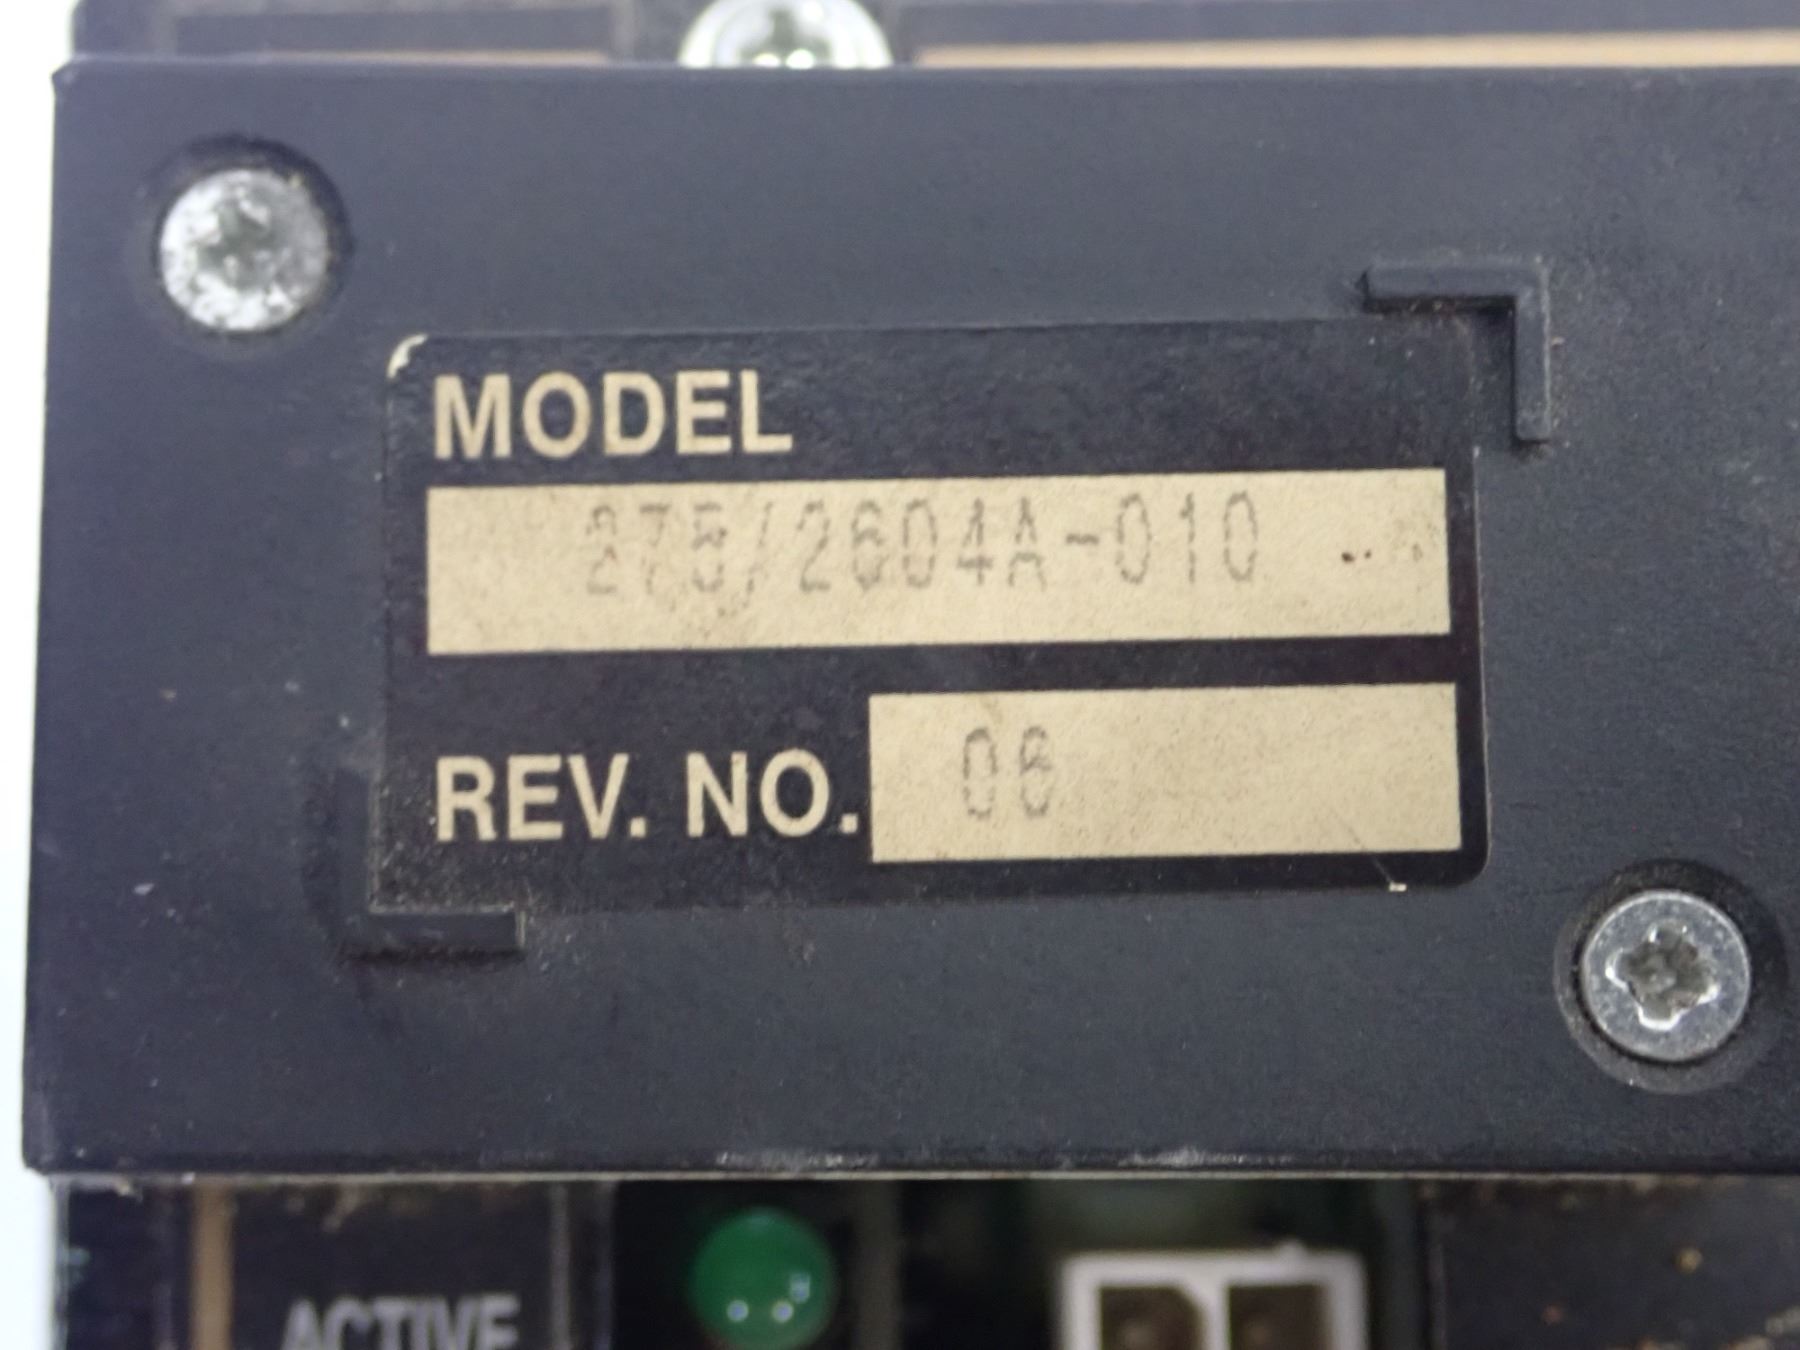 MODEL
275/2604A-010
REV. NO. 06
ACTIVE